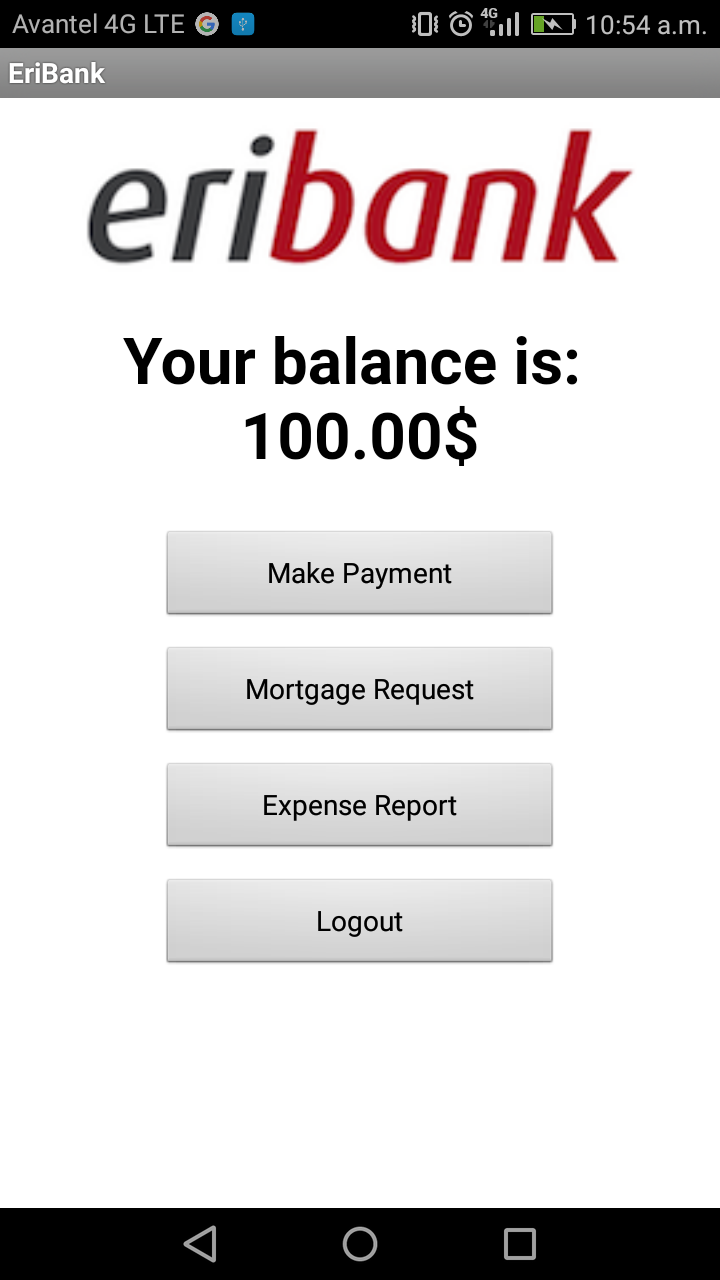 Avantel 4G LTE G 4G 10:54 a.m.
EriBank
eribank
Your balance is:
100.00$
Make Payment
Mortgage Request
Expense Report
Logout